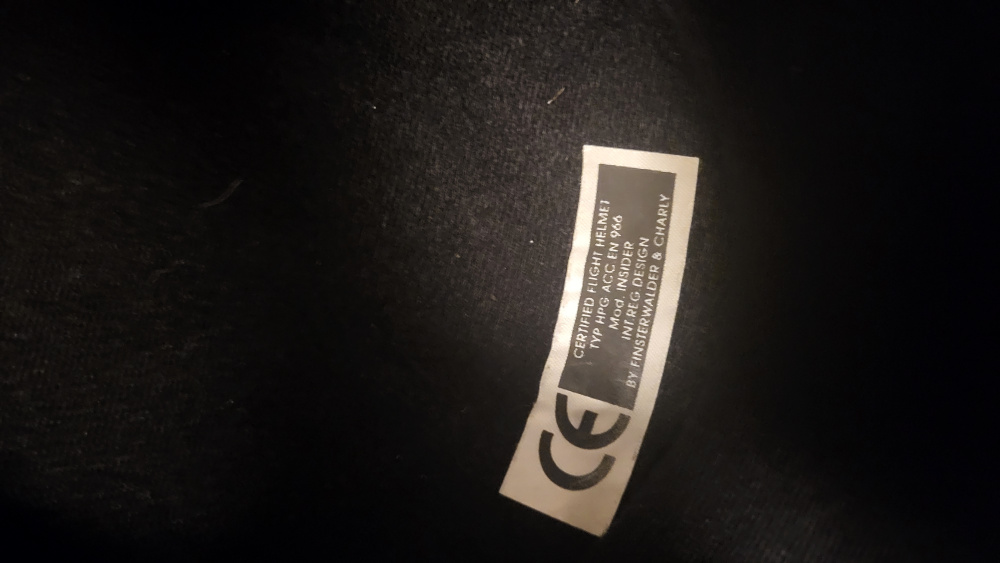 CERTIFIED FLIGHT HELMET
TYP HPG ACC EN 966
Mod. INSIDER
INT.REG DESIGN
BY FINSTERWALDER & CHARLY
CE